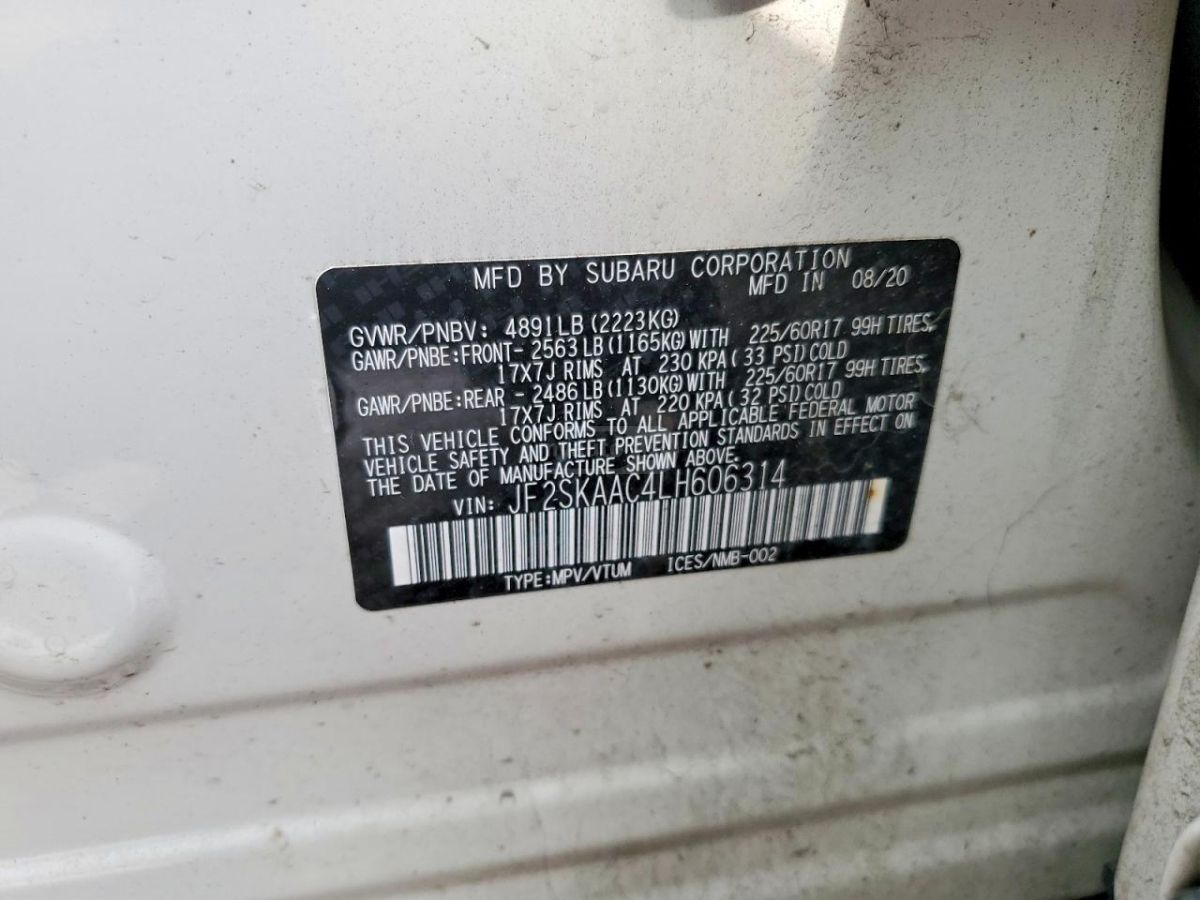 MFD BY SUBARU CORPORATION
MFD IN 08/20
GVWR/PNBV: 4891LB (2223KG)
GAWR/PNBE:FRONT- 2563 LB (1165KG) WITH 225/60R17 99H TIRES,
17X7J RIMS AT 230 KPA ( 33 PSI) COLD
GAWR/PNBE:REAR - 2486 LB (1130KG) WITH 225/60R17 99H TIRES,
17X7J RIMS AT 220 KPA ( 32 PSI) COLD
THIS VEHICLE CONFORMS TO ALL APPLICABLE FEDERAL MOTOR
VEHICLE SAFETY AND THEFT PREVENTION STANDARDS IN EFFECT ON
THE DATE OF MANUFACTURE SHOWN ABOVE.
VIN: JF2SKAAC4LH606314
TYPE:MPV/VTUM ICES/NMB-002